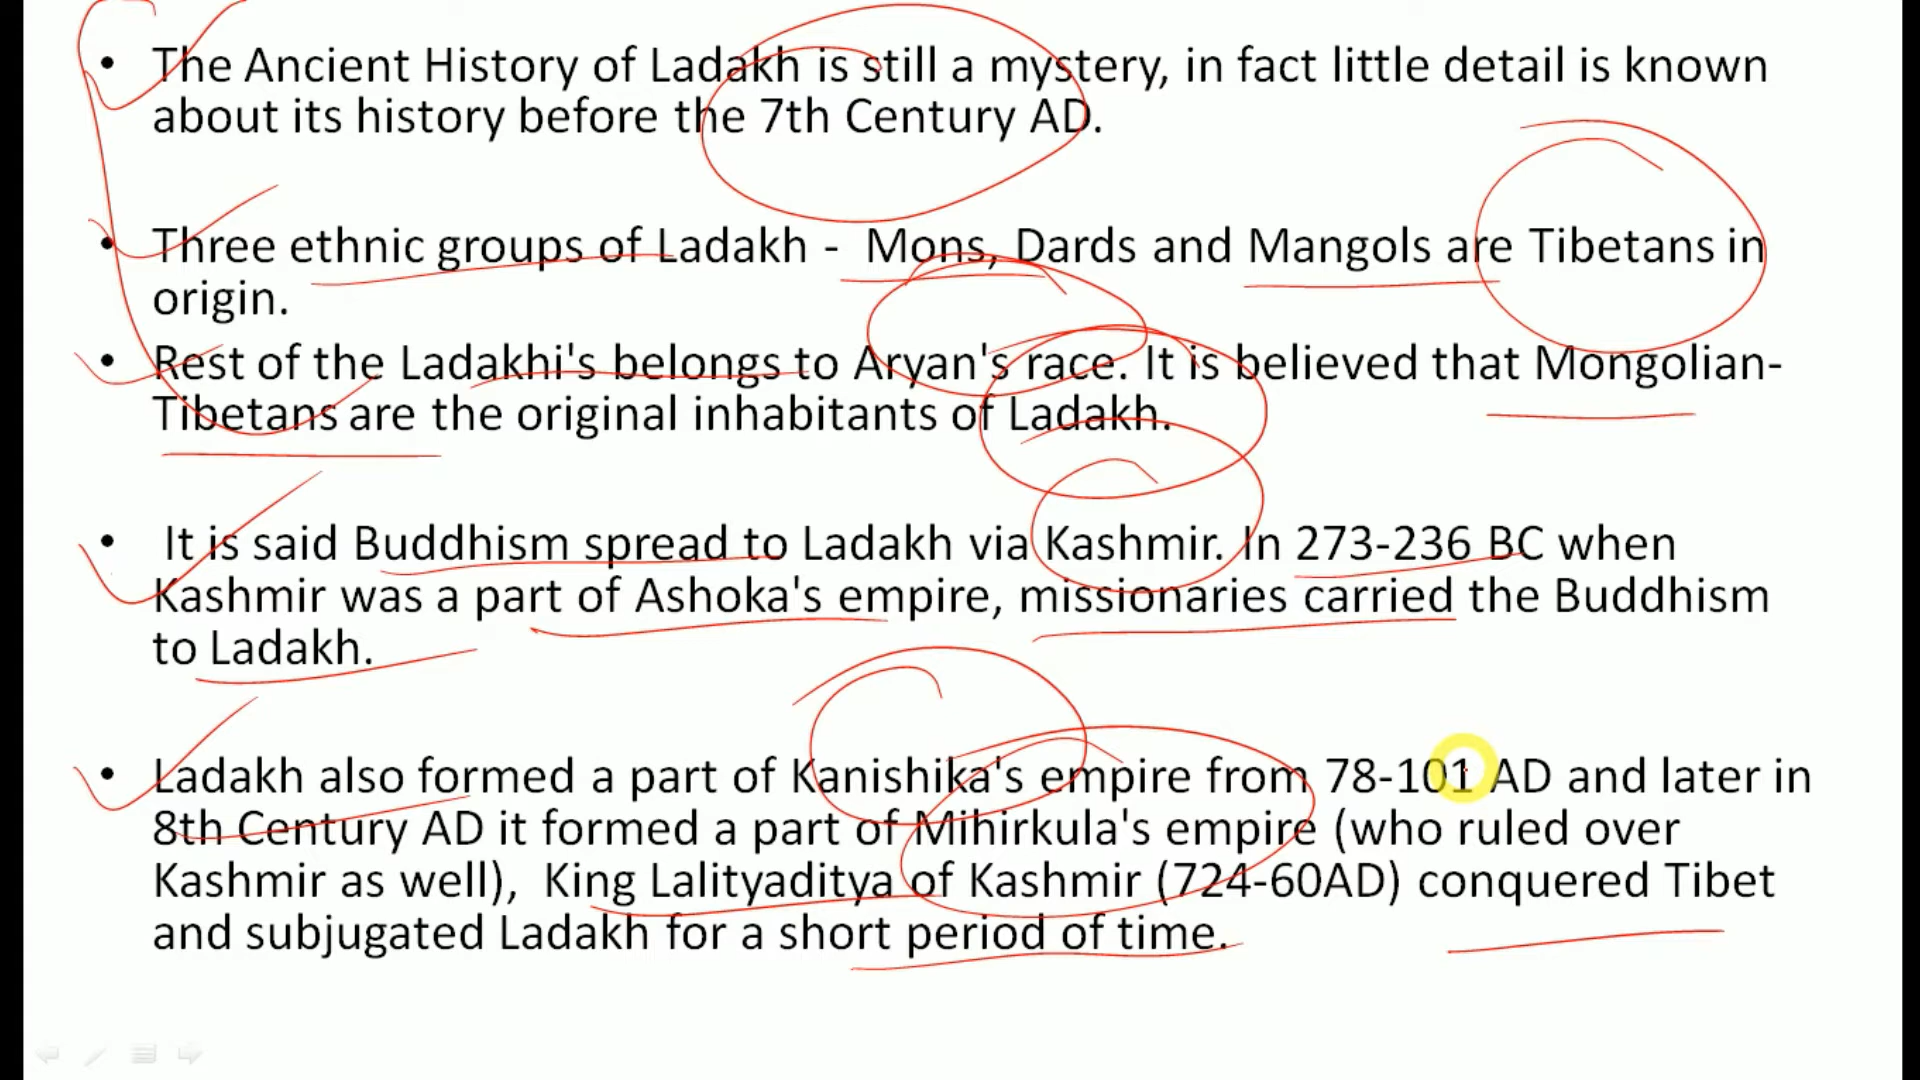 • The Ancient History of Ladakh is still a mystery, in fact little detail is known
about its history before the 7th Century AD.
• Three ethnic groups of Ladakh - Mons, Dards and Mangols are Tibetans in
origin.
• Rest of the Ladakhi's belongs to Aryan's race. It is believed that Mongolian-
Tibetans are the original inhabitants of Ladakh.
• It is said Buddhism spread to Ladakh via Kashmir. In 273-236 BC when
Kashmir was a part of Ashoka's empire, missionaries carried the Buddhism
to Ladakh.
• Ladakh also formed a part of Kanishika's empire from 78-101 AD and later in
8th Century AD it formed a part of Mihirkula's empire (who ruled over
Kashmir as well), King Lalityaditya of Kashmir (724-60AD) conquered Tibet
and subjugated Ladakh for a short period of time.